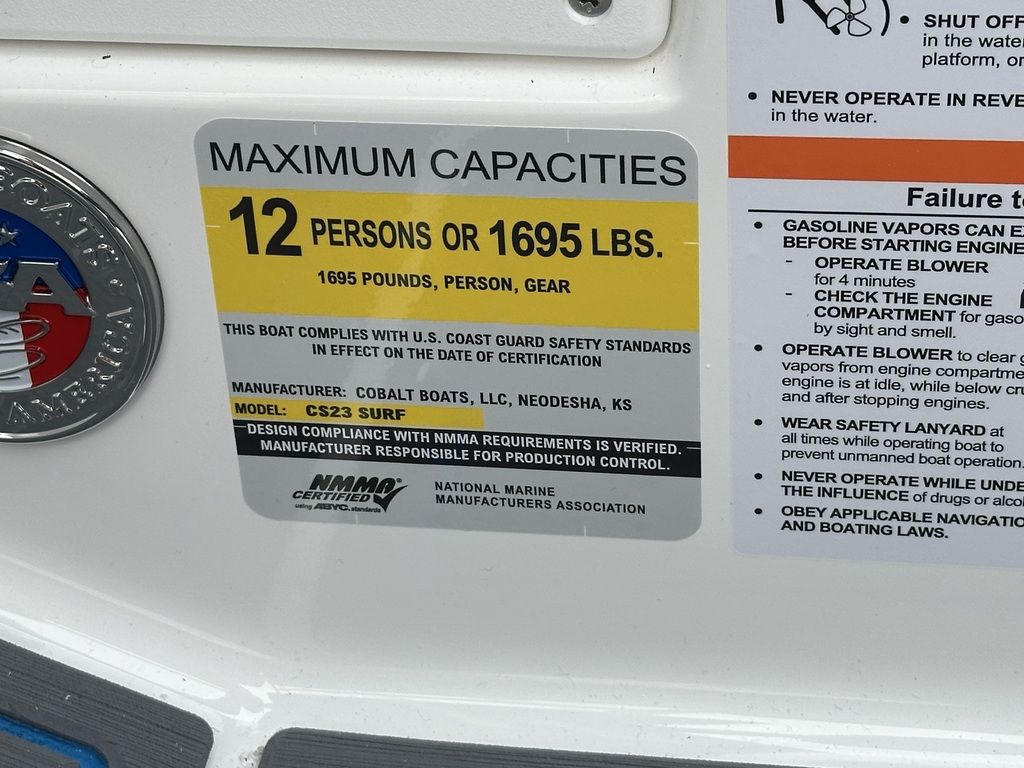 MAXIMUM CAPACITIES
12 PERSONS OR 1695 LBS.
1695 POUNDS, PERSON, GEAR
THIS BOAT COMPLIES WITH U.S. COAST GUARD SAFETY STANDARDS
IN EFFECT ON THE DATE OF CERTIFICATION
MANUFACTURER: COBALT BOATS, LLC, NEODESHA, KS
MODEL: CS23 SURF
DESIGN COMPLIANCE WITH NMMA REQUIREMENTS IS VERIFIED.
MANUFACTURER RESPONSIBLE FOR PRODUCTION CONTROL.
NMMA®
CERTIFIED
using ABYC. standards
NATIONAL MARINE
MANUFACTURERS ASSOCIATION
AMERICA
• SHUT OFF
in the water
platform, or
• NEVER OPERATE IN REVE
in the water.
Failure to
• GASOLINE VAPORS CAN EX
BEFORE STARTING ENGINE
- OPERATE BLOWER
for 4 minutes
- CHECK THE ENGINE
COMPARTMENT for gaso
by sight and smell.
• OPERATE BLOWER to clear g
vapors from engine compartme
engine is at idle, while below cru
and after stopping engines.
• WEAR SAFETY LANYARD at
all times while operating boat to
prevent unmanned boat operation.
• NEVER OPERATE WHILE UNDE
THE INFLUENCE of drugs or alco
• OBEY APPLICABLE NAVIGATIO
AND BOATING LAWS.